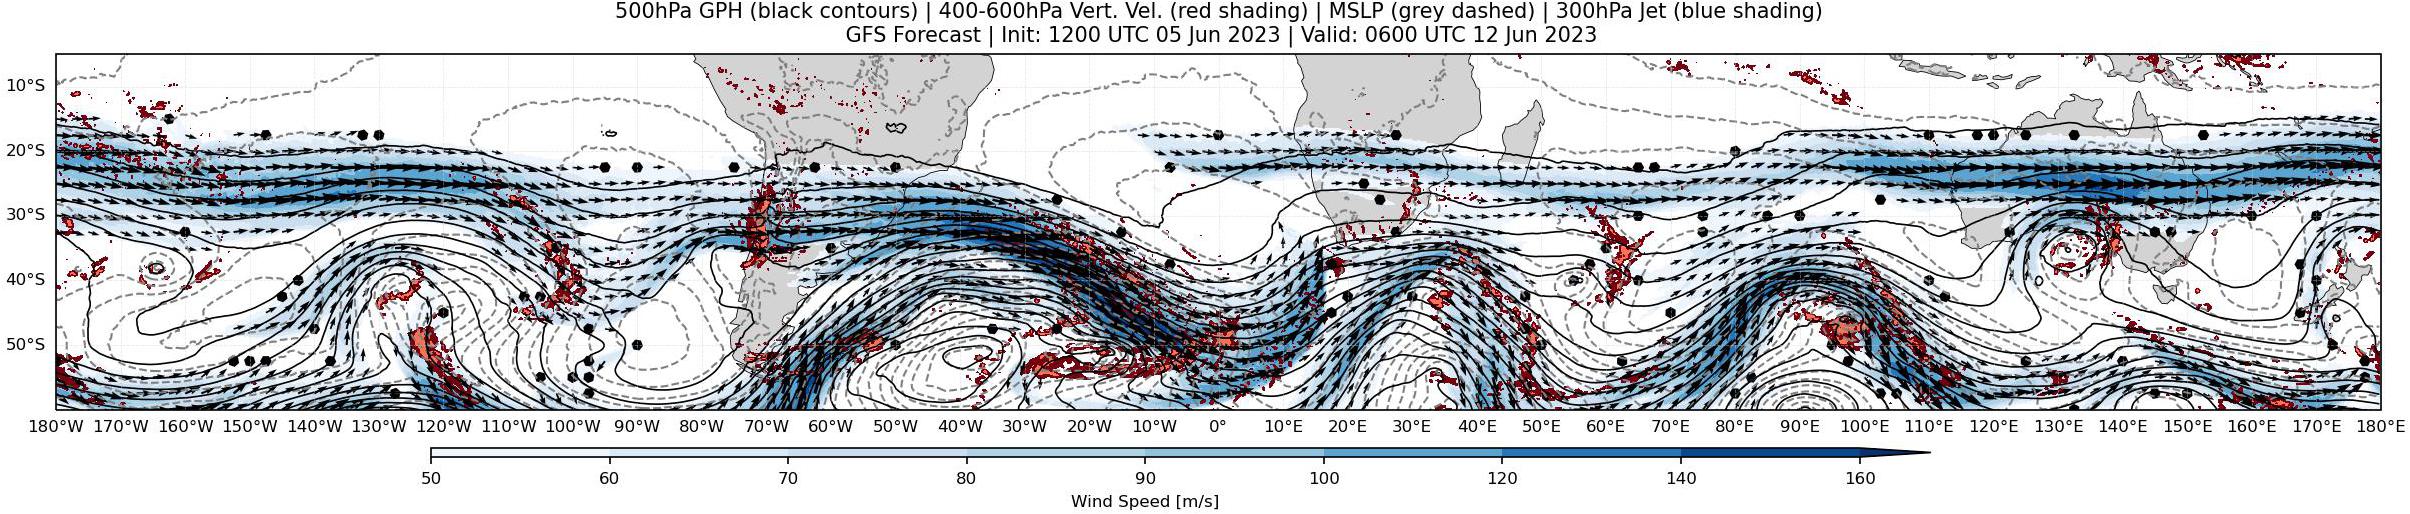 500hPa GPH (black contours) | 400-600hPa Vert. Vel. (red shading) | MSLP (grey dashed) | 300hPa Jet (blue shading)
GFS Forecast | Init: 1200 UTC 05 Jun 2023 | Valid: 0600 UTC 12 Jun 2023
10°S
20°S
30°S
40°S
50°S
180°W 170°W 160°W 150°W 140°W 130°W 120°W 110°W 100°W 90°W 80°W 70°W 60°W 50°W 40°W 30°W 20°W 10°W 0° 10°E 20°E 30°E 40°E 50°E 60°E 70°E 80°E 90°E 100°E 110°E 120°E 130°E 140°E 150°E 160°E 170°E 180°E
50 60 70 80 90 100 120 140 160
Wind Speed [m/s]